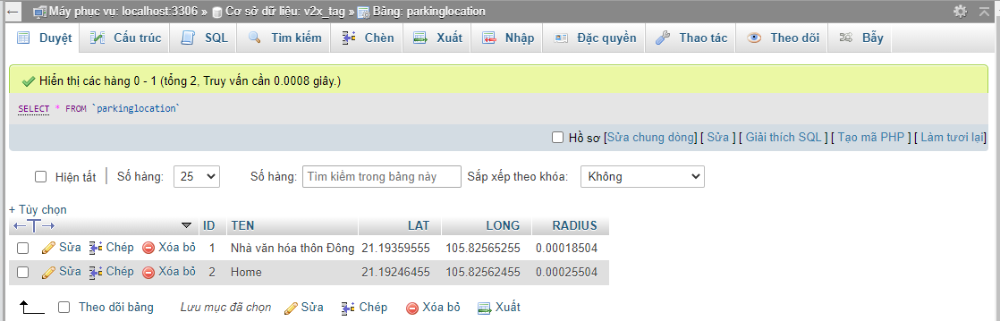 Máy phục vụ: localhost:3306 » Cơ sở dữ liệu: v2x_tag » Bảng: parkinglocation
Duyệt Cấu trúc SQL Tìm kiếm Chèn Xuất Nhập Đặc quyền Thao tác Theo dõi Bẫy
Hiển thị các hàng 0 - 1 (tổng 2, Truy vấn cần 0.0008 giây.)
SELECT * FROM `parkinglocation`
Hồ sơ [Sửa chung dòng] [ Sửa ] [ Giải thích SQL ] [ Tạo mã PHP ] [ Làm tươi lại]
Hiện tất Số hàng: 25 Số hàng: Tìm kiếm trong bảng này Sắp xếp theo khóa: Không
+ Tùy chọn
←T→ ID TEN LAT LONG RADIUS
Sửa Chép Xóa bỏ 1 Nhà văn hóa thôn Đông 21.19359555 105.82565255 0.00018504
Sửa Chép Xóa bỏ 2 Home 21.19246455 105.82562455 0.00025504
Theo dõi bảng Lưu mục đã chọn Sửa Chép Xóa bỏ Xuất